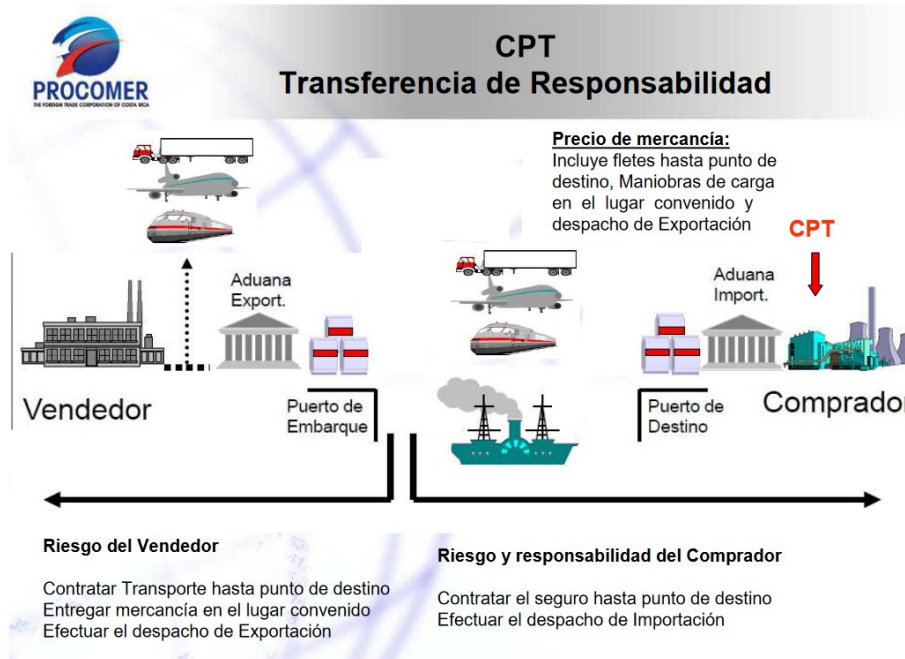 CPT
Transferencia de Responsabilidad
PROCOMER
THE FOREIGN TRADE CORPORATION OF COSTA RICA
Precio de mercancía:
Incluye fletes hasta punto de
destino, Maniobras de carga
en el lugar convenido y
despacho de Exportación
CPT
Aduana
Export.
Aduana
Import.
Vendedor
Puerto de
Embarque
Puerto de
Destino
Comprador
Riesgo del Vendedor
Contratar Transporte hasta punto de destino
Entregar mercancía en el lugar convenido
Efectuar el despacho de Exportación
Riesgo y responsabilidad del Comprador
Contratar el seguro hasta punto de destino
Efectuar el despacho de Importación